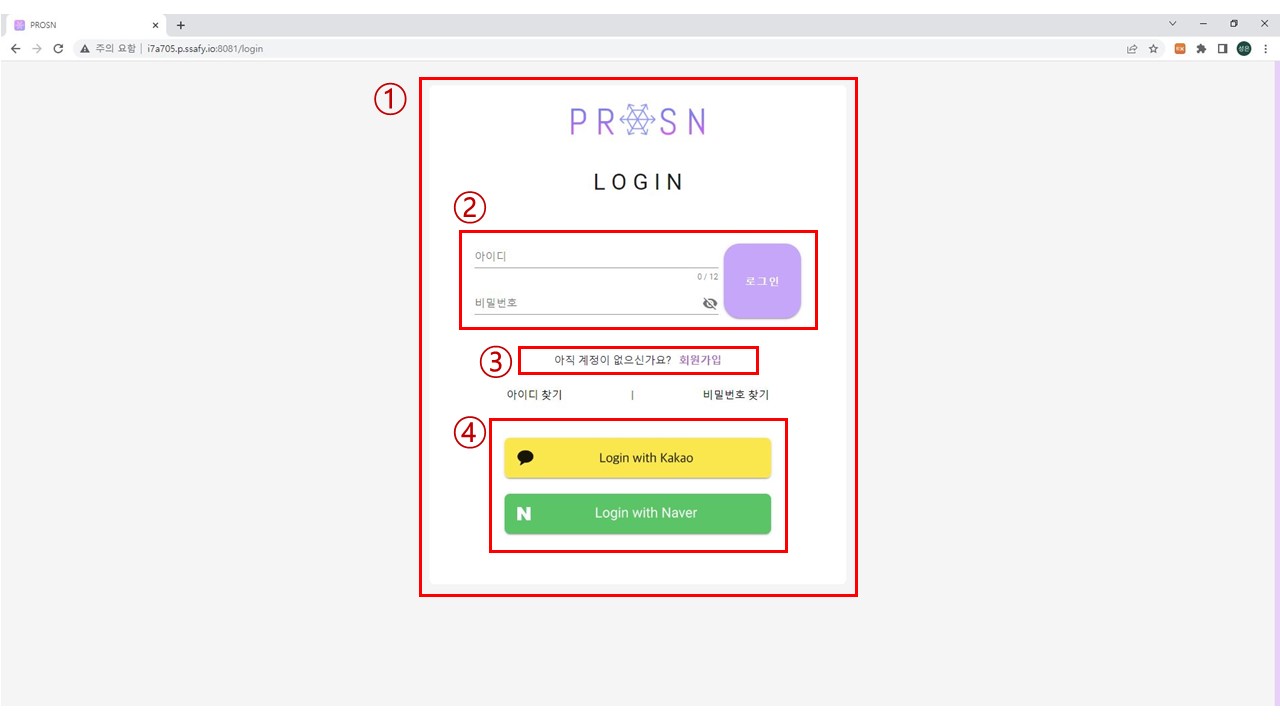 PROSN
주의 요함 | i7a705.p.ssafy.io:8081/login
①
PROSN
LOGIN
②
아이디
0 / 12
비밀번호
로그인
③
아직 계정이 없으신가요? 회원가입
아이디 찾기 | 비밀번호 찾기
④
Login with Kakao
N Login with Naver